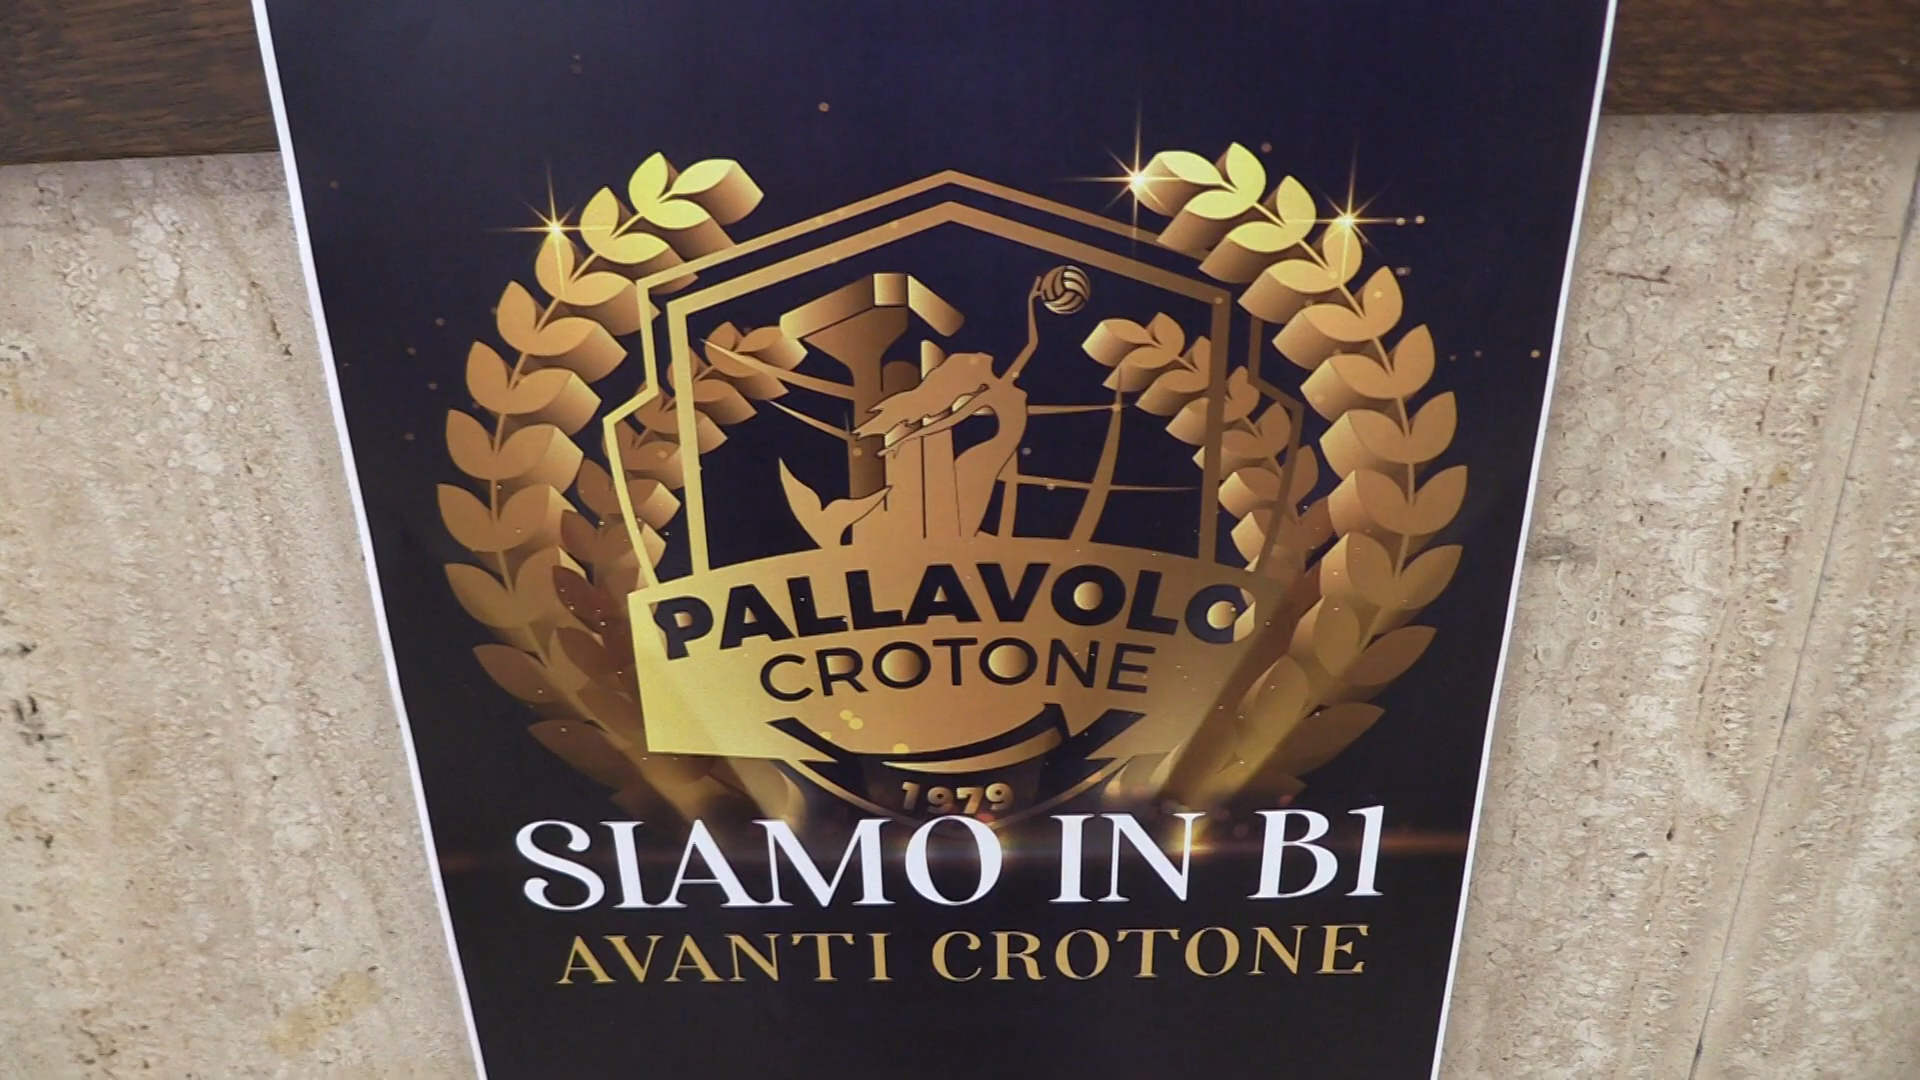 PALLAVOLO
CROTONE
1979
SIAMO IN B1
AVANTI CROTONE